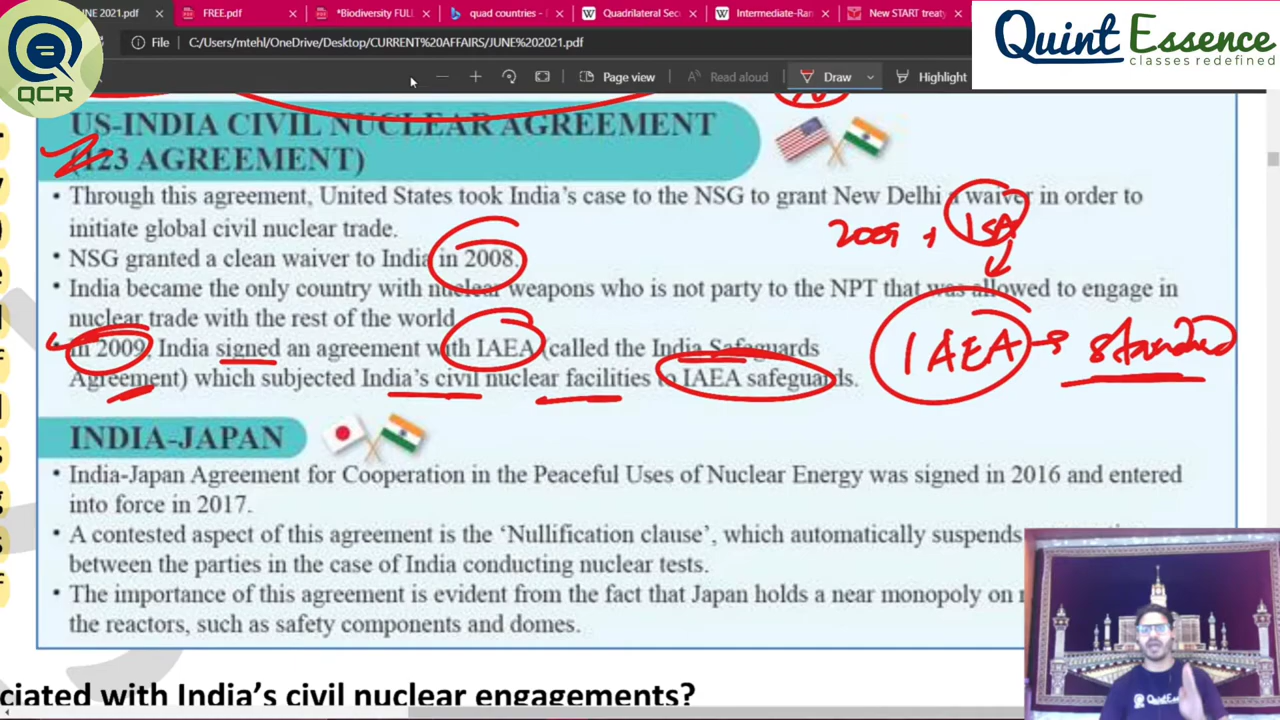 JUNE 2021.pdf
FREE.pdf
*Biodiversity FULL
quad countries -
Quadrilateral Sec
Intermediate-Ran
New START treaty
File C:/Users/mtehl/OneDrive/Desktop/CURRENT%20AFFAIRS/JUNE%202021.pdf
Page view
Read aloud
Draw
Highlight
Quint Essence
classes redefined
QCR
US-INDIA CIVIL NUCLEAR AGREEMENT
(123 AGREEMENT)
• Through this agreement, United States took India's case to the NSG to grant New Delhi a waiver in order to
initiate global civil nuclear trade.
2009, ISA
• NSG granted a clean waiver to India in 2008.
• India became the only country with nuclear weapons who is not party to the NPT that was allowed to engage in
nuclear trade with the rest of the world
• In 2009, India signed an agreement with IAEA (called the India Safeguards
Agreement) which subjected India's civil nuclear facilities to IAEA safeguards.
IAEA → standard
INDIA-JAPAN
• India-Japan Agreement for Cooperation in the Peaceful Uses of Nuclear Energy was signed in 2016 and entered
into force in 2017.
• A contested aspect of this agreement is the 'Nullification clause', which automatically suspends
between the parties in the case of India conducting nuclear tests.
• The importance of this agreement is evident from the fact that Japan holds a near monopoly on
the reactors, such as safety components and domes.
ciated with India's civil nuclear engagements?
QuintEssence